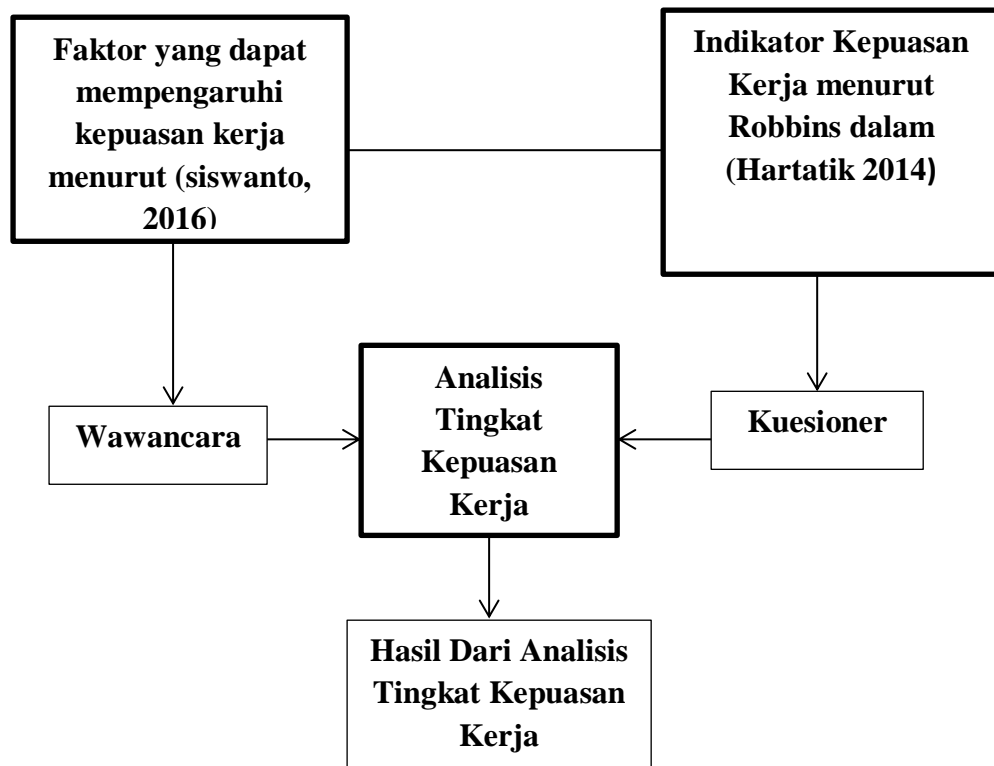 Faktor yang dapat
mempengaruhi
kepuasan kerja
menurut (siswanto,
2016)
Indikator Kepuasan
Kerja menurut
Robbins dalam
(Hartatik 2014)
Wawancara
Analisis
Tingkat
Kepuasan
Kerja
Kuesioner
Hasil Dari Analisis
Tingkat Kepuasan
Kerja